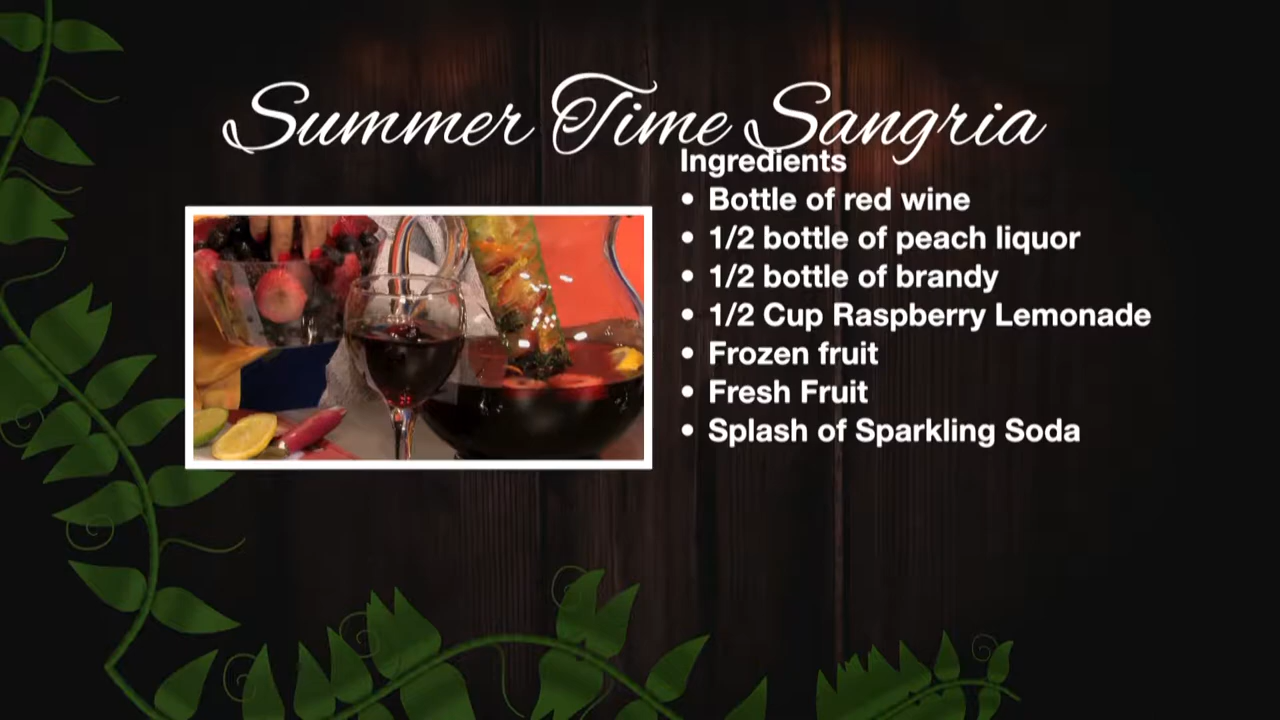 Summer Time Sangria
Ingredients
• Bottle of red wine
• 1/2 bottle of peach liquor
• 1/2 bottle of brandy
• 1/2 Cup Raspberry Lemonade
• Frozen fruit
• Fresh Fruit
• Splash of Sparkling Soda